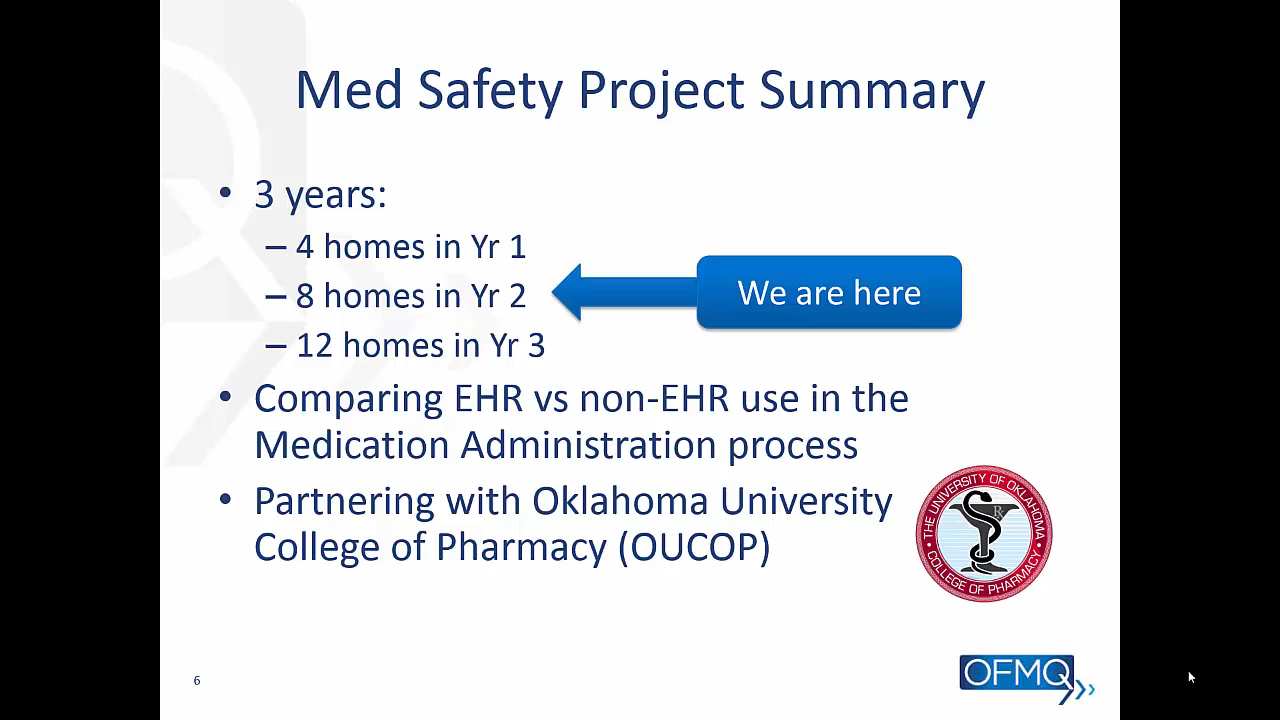 Med Safety Project Summary
• 3 years:
– 4 homes in Yr 1
– 8 homes in Yr 2
We are here
– 12 homes in Yr 3
• Comparing EHR vs non-EHR use in the
Medication Administration process
• Partnering with Oklahoma University
College of Pharmacy (OUCOP)
• THE UNIVERSITY OF OKLAHOMA •
COLLEGE OF PHARMACY
Rx
6
OFMQ